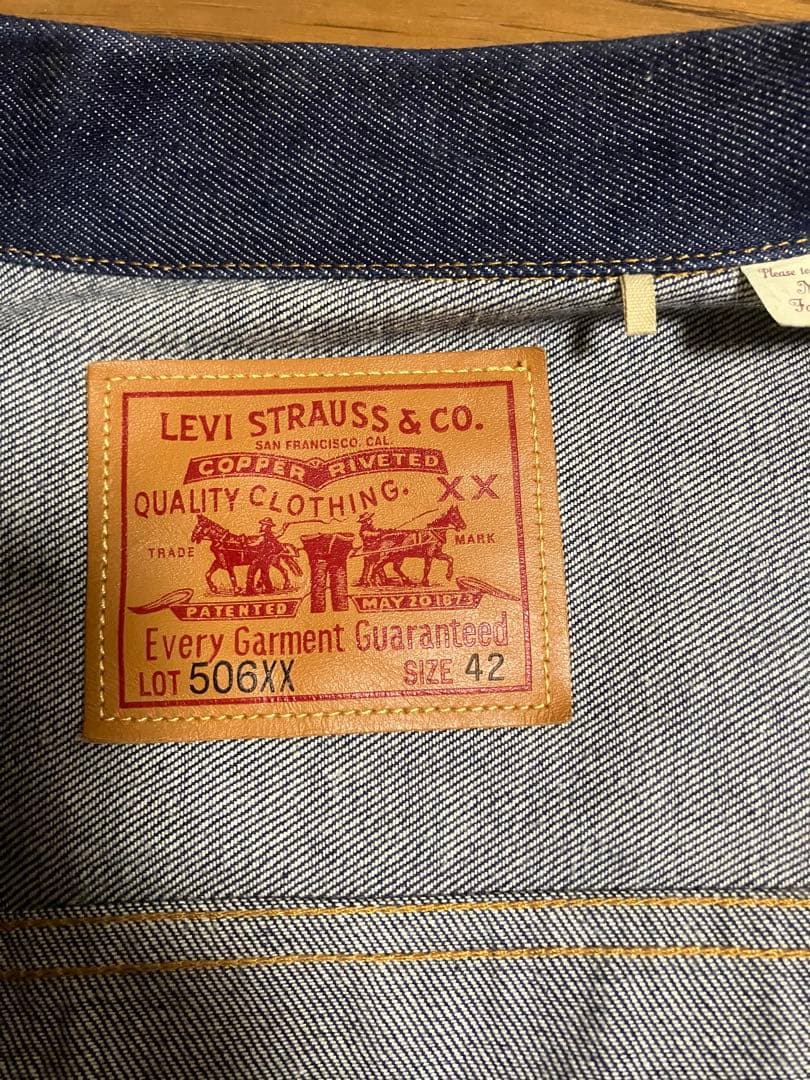 LEVI STRAUSS & CO.
SAN FRANCISCO, CAL.
COPPER RIVETED
QUALITY CLOTHING. XX
TRADE MARK
PATENTED MAY 20 1873
Every Garment Guaranteed
LOT 506XX SIZE 42
Please